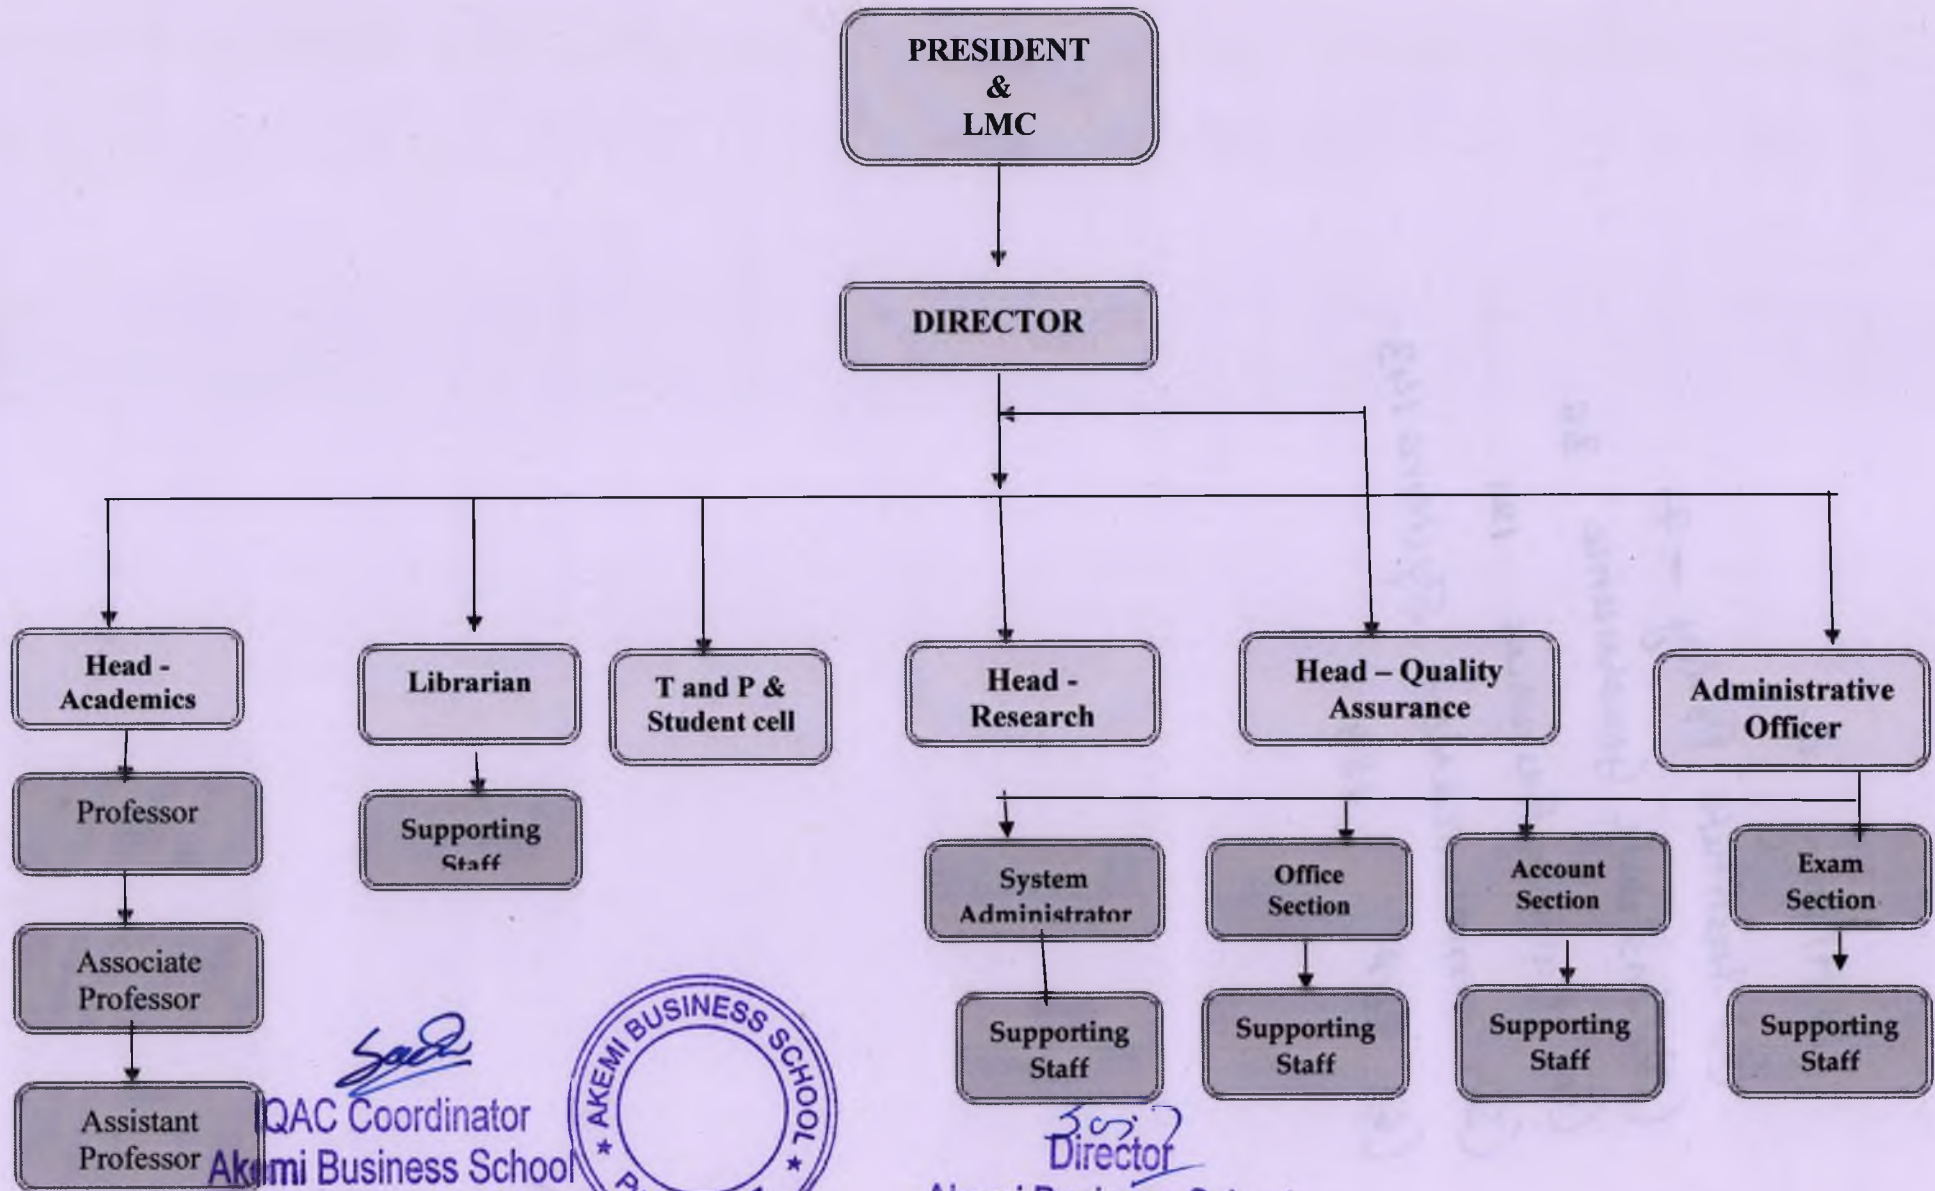 PRESIDENT
&
LMC
DIRECTOR
Head -
Academics
Librarian
T and P &
Student cell
Head -
Research
Head – Quality
Assurance
Administrative
Officer
Professor
Supporting
Staff
System
Administrator
Office
Section
Account
Section
Exam
Section
Associate
Professor
Supporting
Staff
Supporting
Staff
Supporting
Staff
Supporting
Staff
Assistant
Professor
IQAC Coordinator
Akemi Business School
★ AKEMI BUSINESS SCHOOL ★
Director